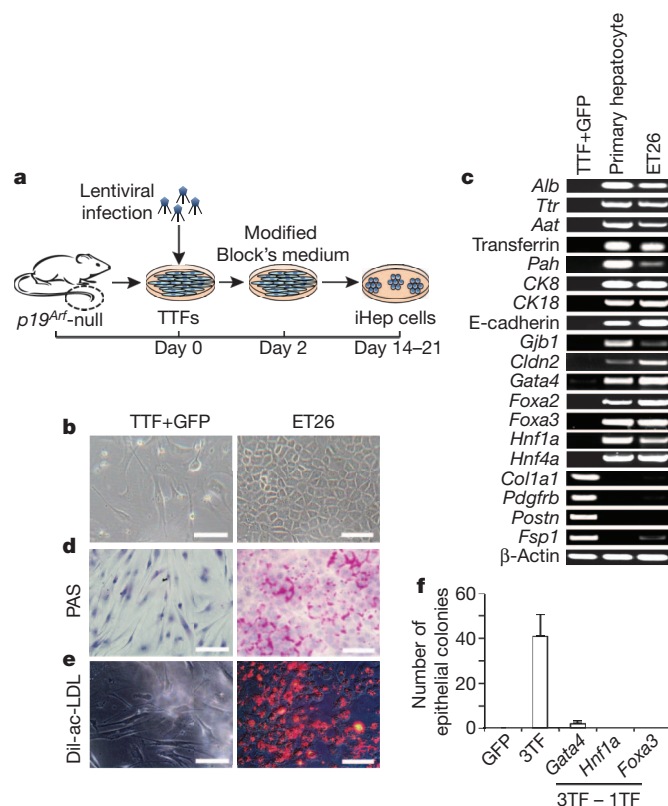 a
Lentiviral
infection
Modified
Block's medium
p19Arf-null
TTFs
iHep cells
Day 0
Day 2
Day 14–21
b
TTF+GFP
ET26
d
PAS
e
Dil-ac-LDL
c
TTF+GFP
Primary hepatocyte
ET26
Alb
Ttr
Aat
Transferrin
Pah
CK8
CK18
E-cadherin
Gjb1
Cldn2
Gata4
Foxa2
Foxa3
Hnf1a
Hnf4a
Col1a1
Pdgfrb
Postn
Fsp1
β-Actin
f
Number of
epithelial colonies
60
40
20
0
GFP
3TF
Gata4
Hnf1a
Foxa3
3TF – 1TF